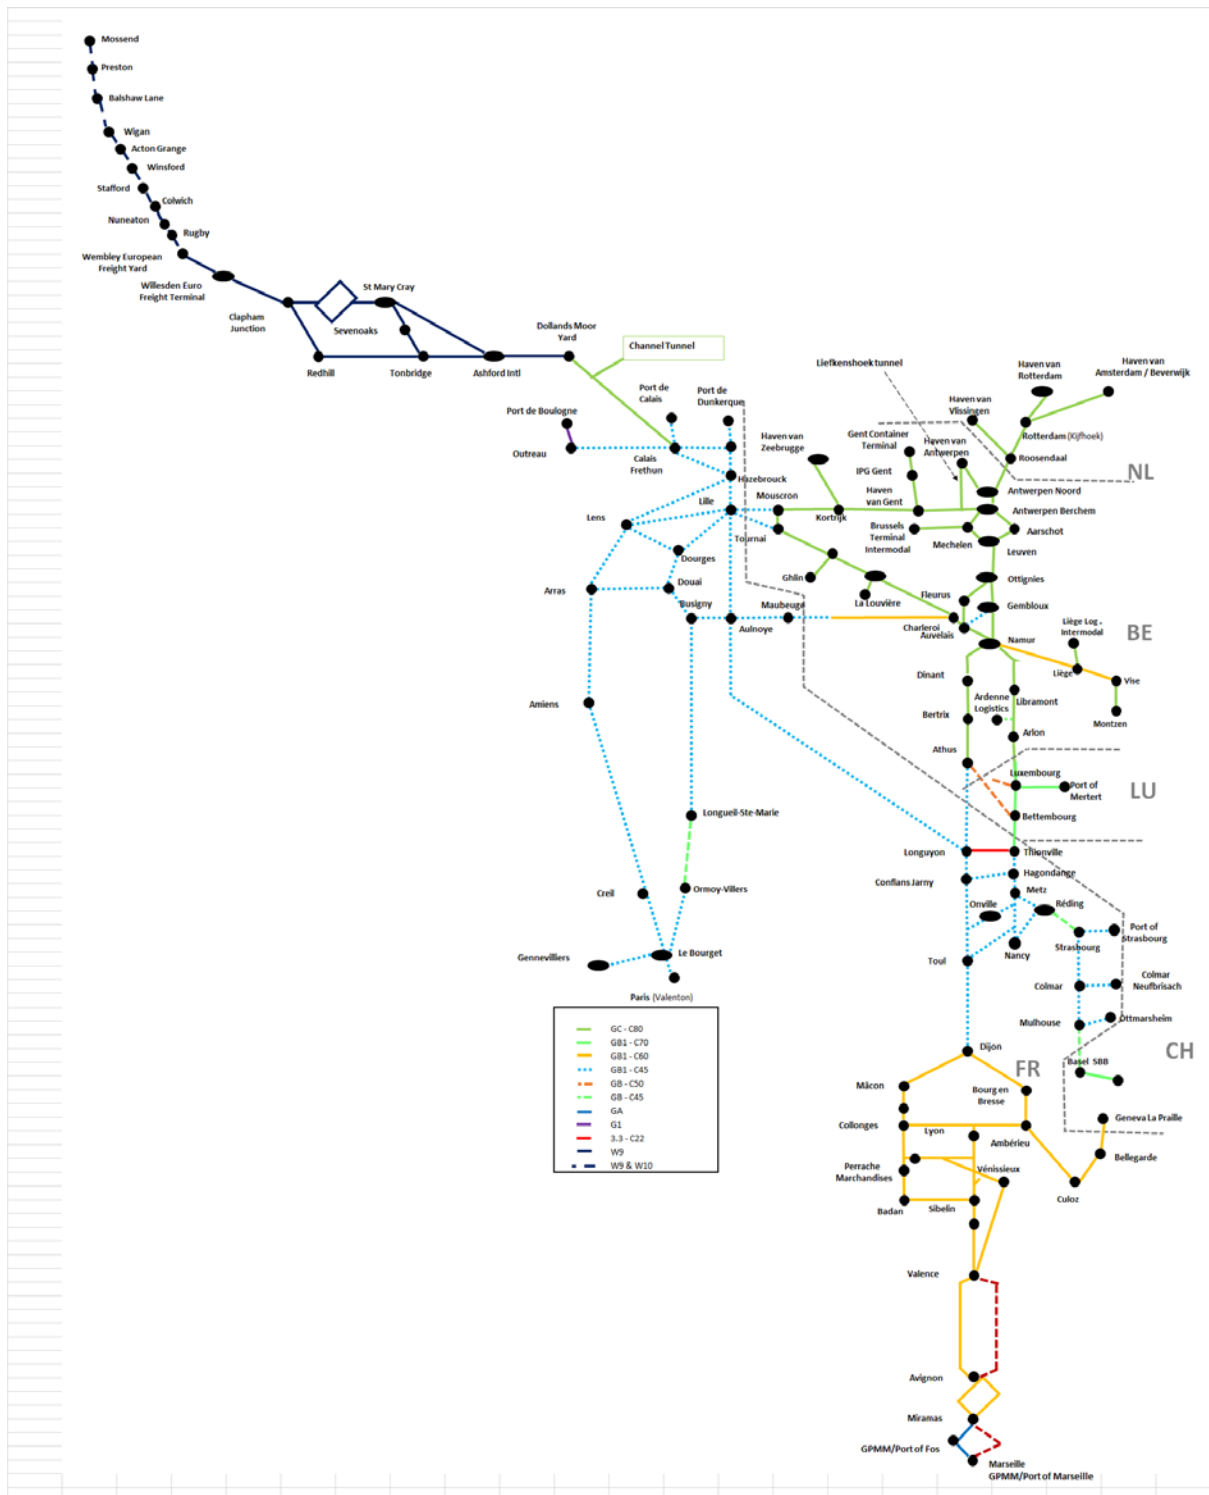 Mossend
Preston
Balshaw Lane
Wigan
Acton Grange
Winsford
Stafford
Colwich
Nuneaton
Rugby
Wembley European
Freight Yard
Willesden Euro
Freight Terminal
St Mary Cray
Clapham
Junction
Sevenoaks
Redhill
Tonbridge
Ashford Intl
Dollands Moor
Yard
Channel Tunnel
Liefkenshoek tunnel
Haven van
Rotterdam
Haven van
Amsterdam / Beverwijk
Port de
Calais
Port de
Dunkerque
Port de Boulogne
Outreau
Calais
Frethun
Haven van
Zeebrugge
Gent Container
Terminal
Haven van
Vlissingen
Haven van
Antwerpen
Rotterdam (Kijfhoek)
Roosendaal
NL
Hazebrouck
IPG Gent
Antwerpen Noord
Mouscron
Haven
van Gent
Lille
Kortrijk
Antwerpen Berchem
Lens
Tournai
Brussels
Terminal
Intermodal
Mechelen
Aarschot
Leuven
Dourges
Ghlin
La Louvière
Ottignies
Arras
Douai
Fleurus
Gembloux
Busigny
Maubeuge
Aulnoye
Charleroi
Auvelais
Namur
Liège Log.
Intermodal
BE
Liège
Vise
Dinant
Ardenne
Logistics
Libramont
Montzen
Amiens
Bertrix
Arlon
Athus
Luxembourg
Port of
Mertert
LU
Longueil-Ste-Marie
Bettembourg
Longuyon
Thionville
Conflans Jarny
Hagondange
Metz
Creil
Ormoy-Villers
Onville
Réding
Port of
Strasbourg
Strasbourg
Gennevilliers
Le Bourget
Toul
Nancy
Paris (Valenton)
Colmar
Colmar
Neufbrisach
Mulhouse
Ottmarsheim
Dijon
FR
Basel SBB
CH
GC - C80
GB1 - C70
GB1 - C60
GB1 - C45
GB - C50
GB - C45
GA
G1
3.3 - C22
W9
W9 & W10
Mâcon
Bourg en
Bresse
Geneva La Praille
Collonges
Lyon
Ambérieu
Bellegarde
Perrache
Marchandises
Vénissieux
Culoz
Badan
Sibelin
Valence
Avignon
Miramas
GPMM/Port of Fos
Marseille
GPMM/Port of Marseille